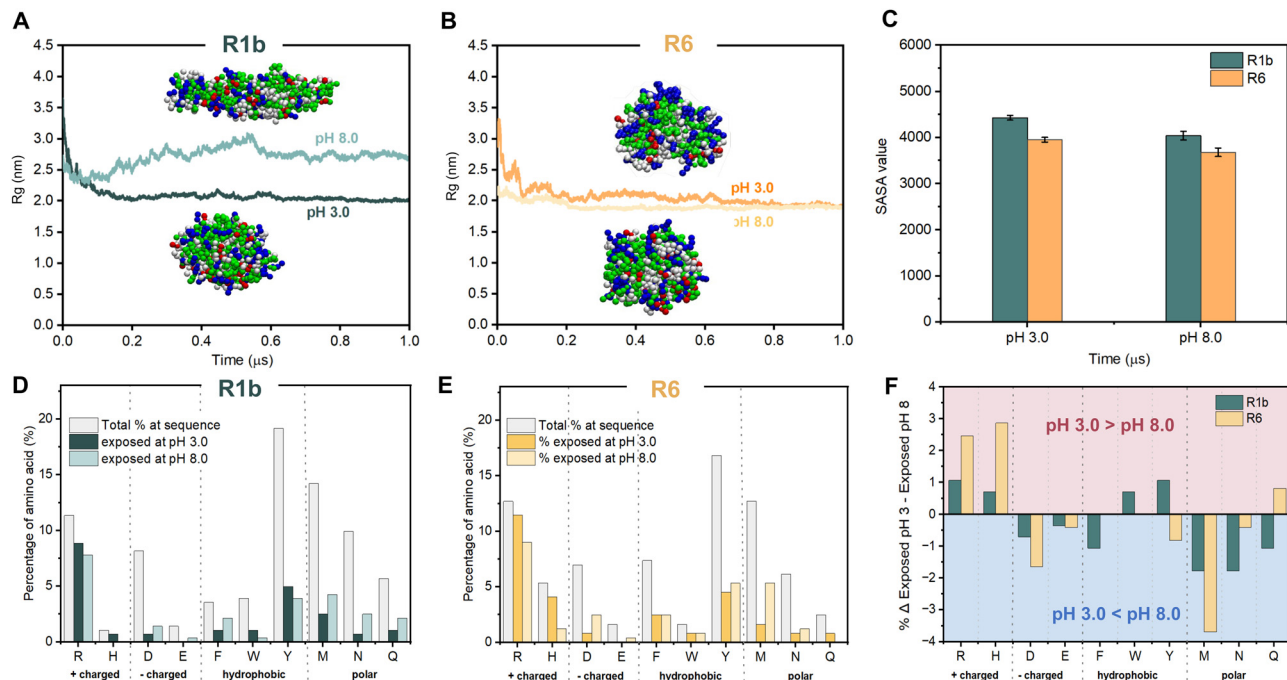 A
R1b
4.5
4.0
3.5
3.0
2.5
2.0
1.5
1.0
0.5
0.0
Rg (nm)
pH 8.0
pH 3.0
0.0 0.2 0.4 0.6 0.8 1.0
Time (μs)
B
R6
4.5
4.0
3.5
3.0
2.5
2.0
1.5
1.0
0.5
0.0
Rg (nm)
pH 3.0
pH 8.0
0.0 0.2 0.4 0.6 0.8 1.0
Time (μs)
C
6000
5000
4000
3000
2000
1000
0
SASA value
R1b
R6
pH 3.0 pH 8.0
Time (μs)
D
R1b
20
15
10
5
0
Percentage of amino acid (%)
Total % at sequence
exposed at pH 3.0
exposed at pH 8.0
R H D E F W Y M N Q
+ charged - charged hydrophobic polar
E
R6
20
15
10
5
0
Percentage of amino acid (%)
Total % at sequence
% exposed at pH 3.0
% exposed at pH 8.0
R H D E F W Y M N Q
+ charged - charged hydrophobic polar
F
4
3
2
1
0
-1
-2
-3
-4
% Δ Exposed pH 3 - Exposed pH 8
R1b
R6
pH 3.0 > pH 8.0
pH 3.0 < pH 8.0
R H D E F W Y M N Q
+ charged - charged hydrophobic polar